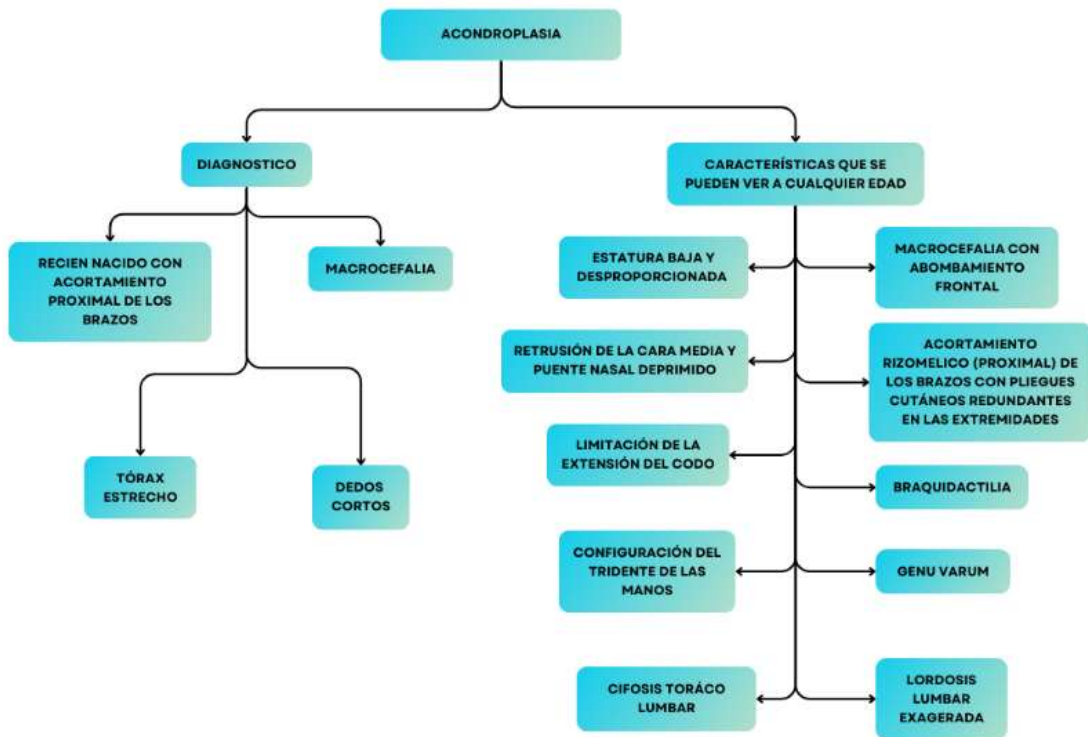 ACONDROPLASIA
DIAGNOSTICO
RECIEN NACIDO CON
ACORTAMIENTO
PROXIMAL DE LOS
BRAZOS
MACROCEFALIA
TÓRAX
ESTRECHO
DEDOS
CORTOS
CARACTERÍSTICAS QUE SE
PUEDEN VER A CUALQUIER EDAD
ESTATURA BAJA Y
DESPROPORCIONADA
MACROCEFALIA CON
ABOMBAMIENTO
FRONTAL
RETRUSIÓN DE LA CARA MEDIA Y
PUENTE NASAL DEPRIMIDO
ACORTAMIENTO
RIZOMELICO (PROXIMAL) DE
LOS BRAZOS CON PLIEGUES
CUTÁNEOS REDUNDANTES
EN LAS EXTREMIDADES
LIMITACIÓN DE LA
EXTENSIÓN DEL CODO
BRAQUIDACTILIA
CONFIGURACIÓN DEL
TRIDENTE DE LAS
MANOS
GENU VARUM
CIFOSIS TORÁCO
LUMBAR
LORDOSIS
LUMBAR
EXAGERADA